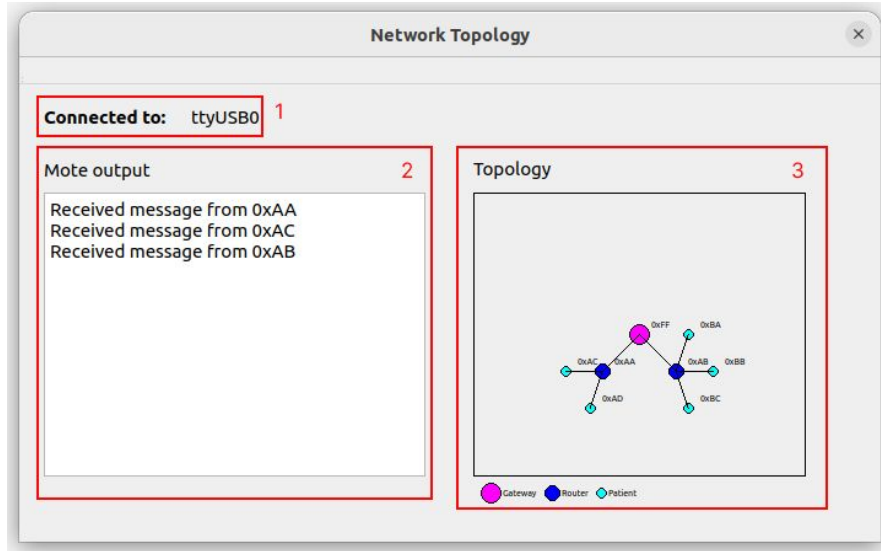 Network Topology
Connected to: ttyUSB0 1
Mote output 2
Received message from 0xAA
Received message from 0xAC
Received message from 0xAB
Topology 3
0xFF 0xBA
0xAC 0xAA 0xAB 0xBB
0xAD 0xBC
Gateway Router Patient